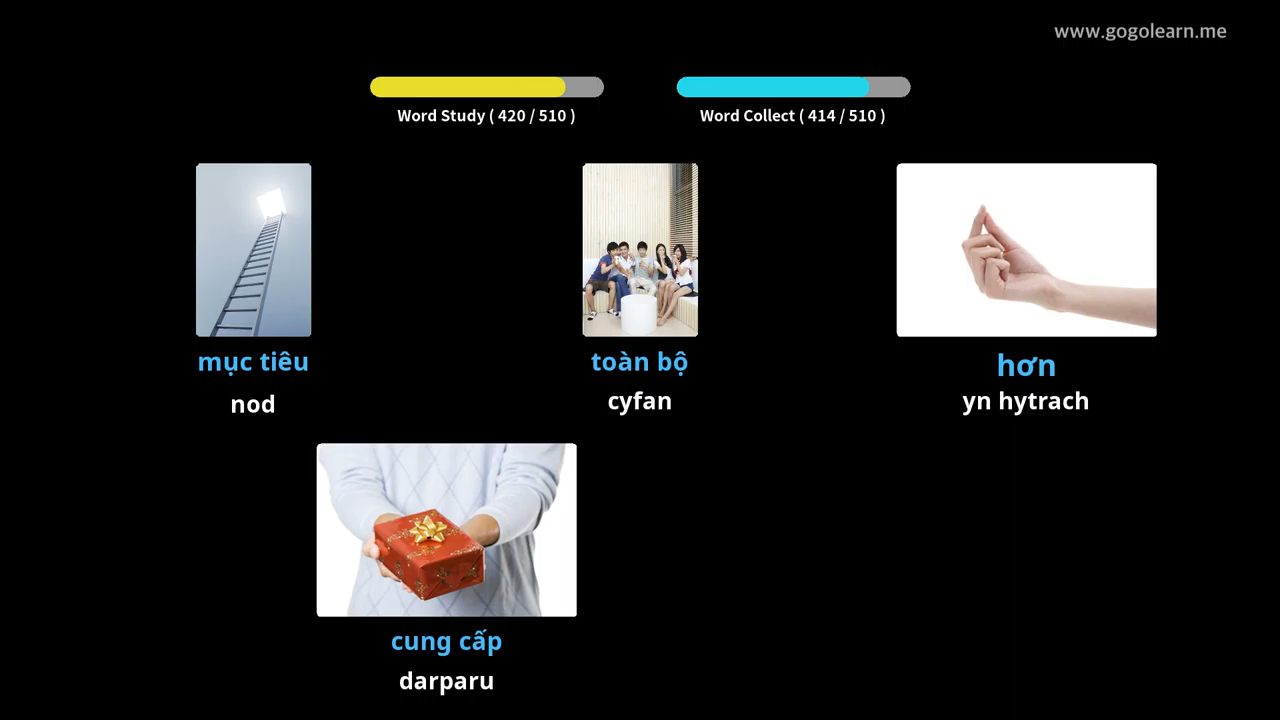 www.gogolearn.me
Word Study ( 420 / 510 )
Word Collect ( 414 / 510 )
mục tiêu
nod
toàn bộ
cyfan
hơn
yn hytrach
cung cấp
darparu